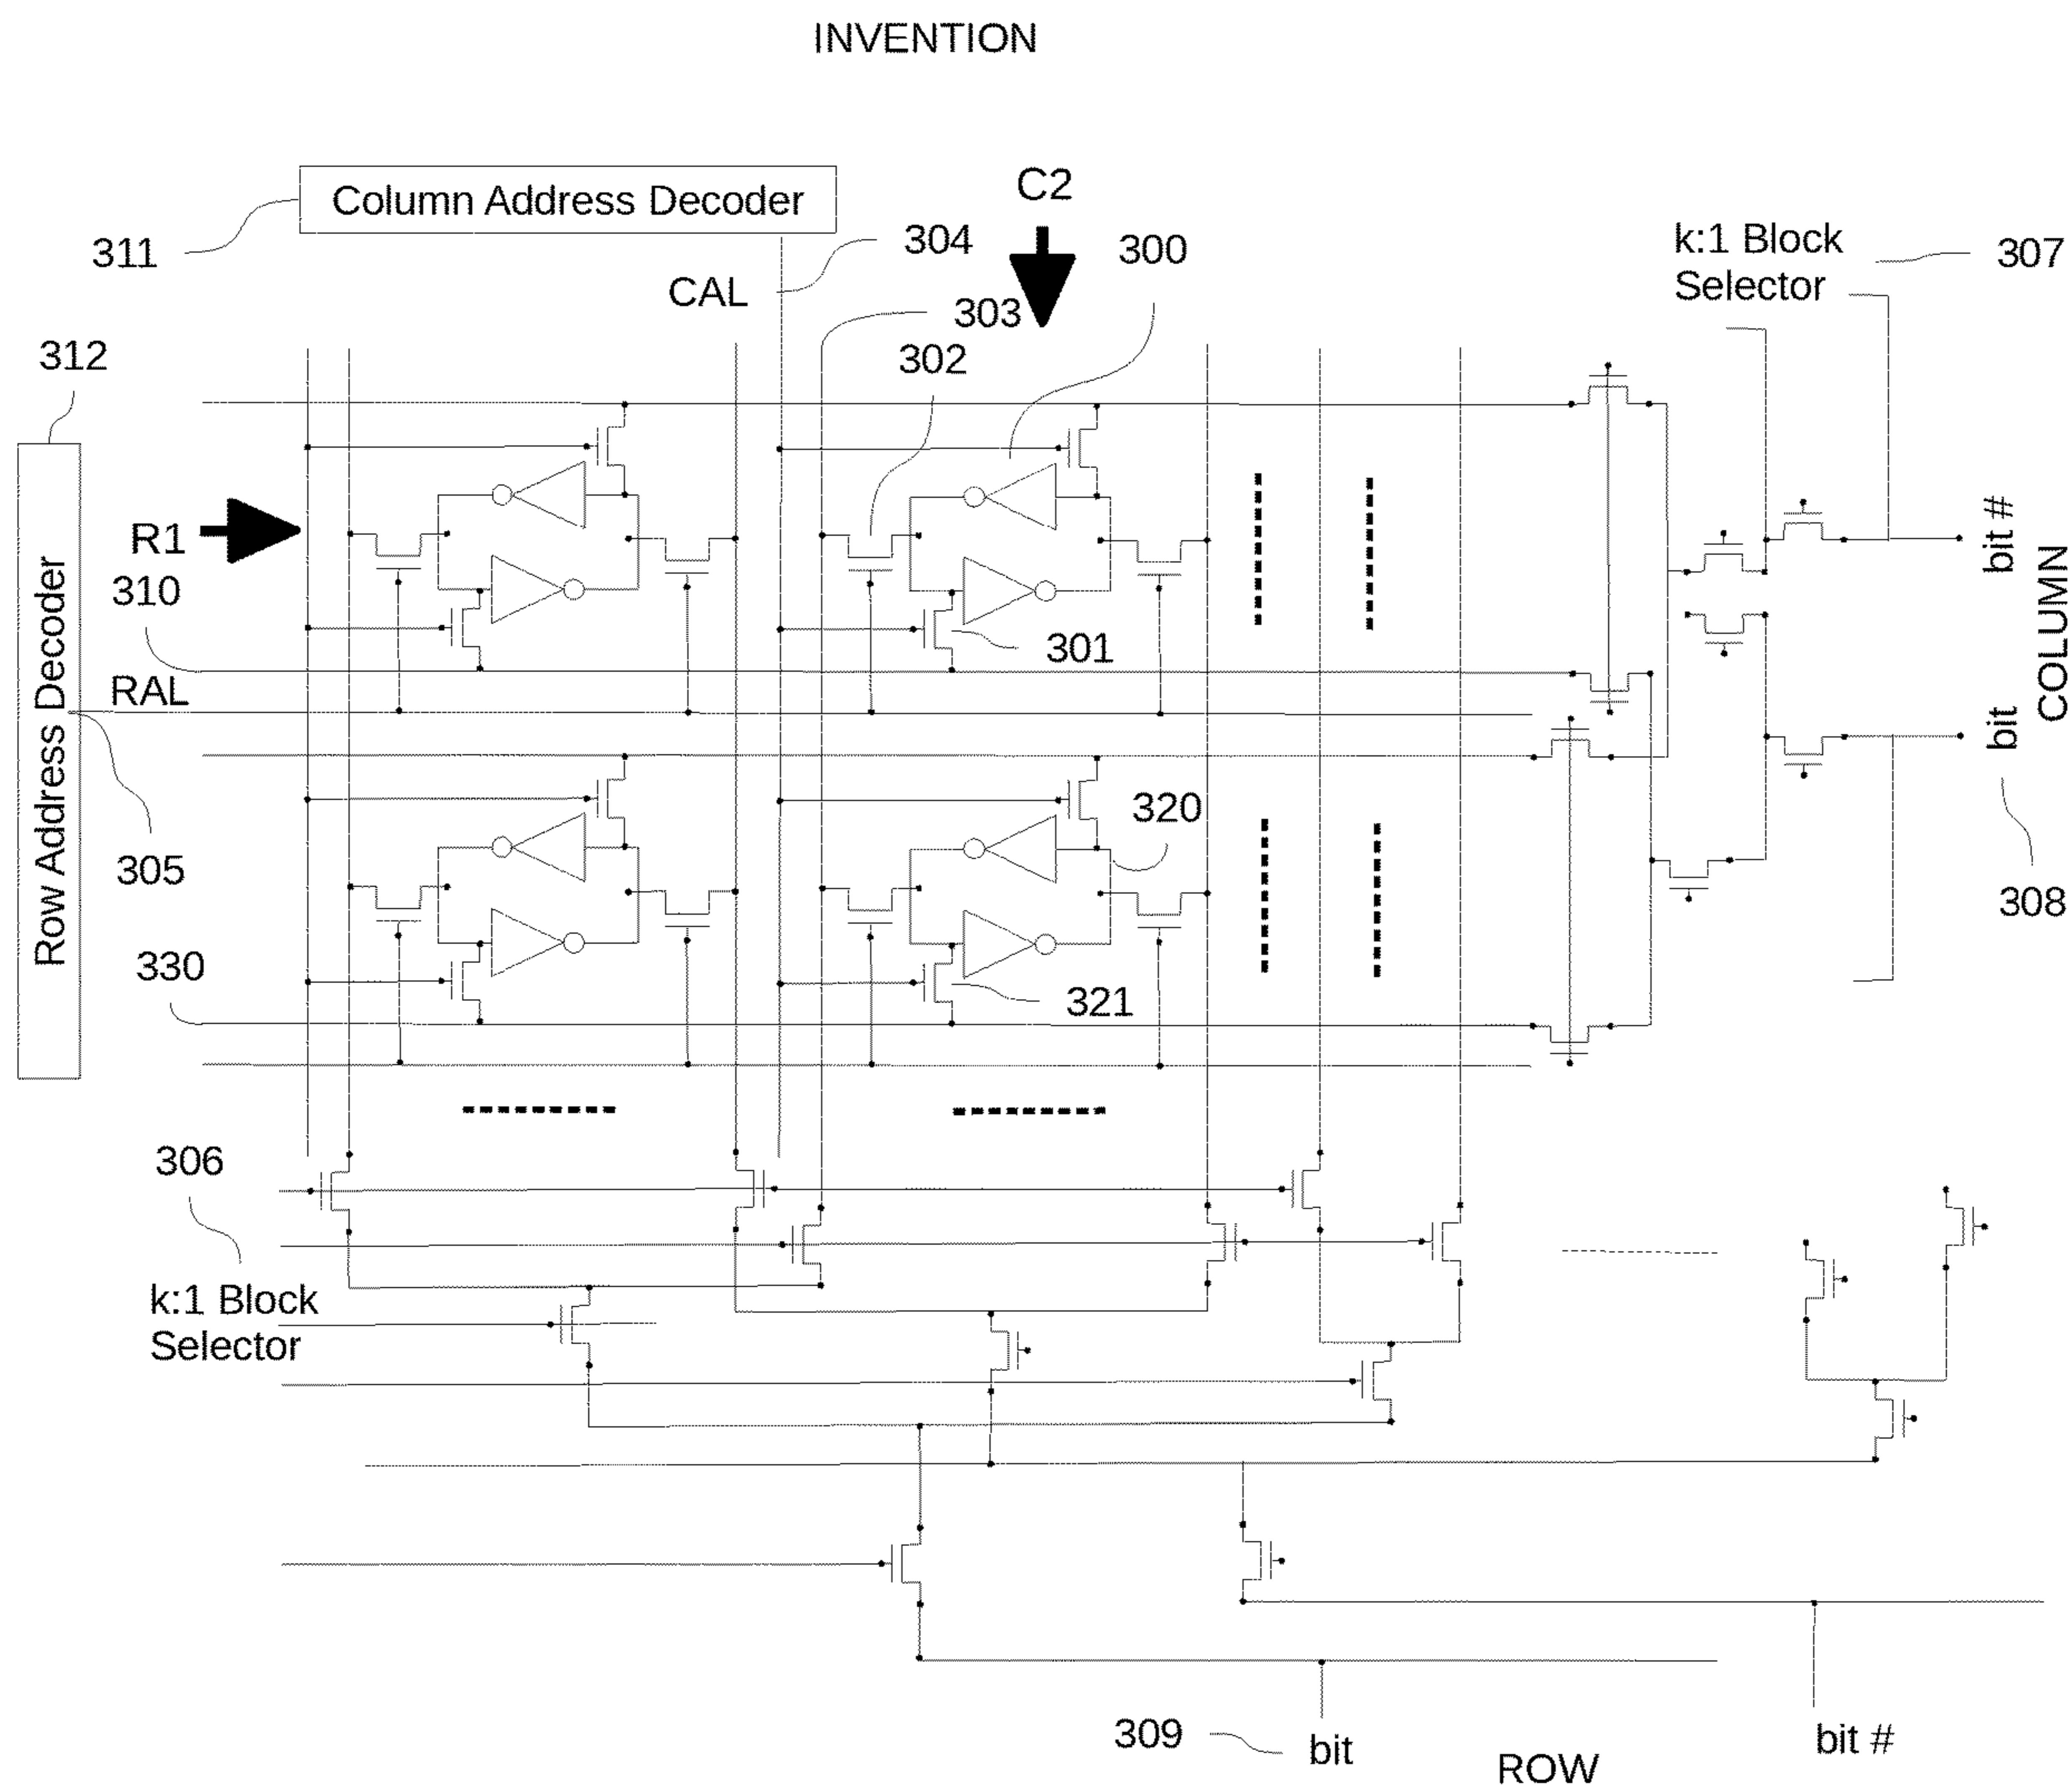 INVENTION
Column Address Decoder
C2
311
304
300
k:1 Block
Selector
307
CAL
303
302
312
R1
310
301
RAL
Row Address Decoder
305
320
330
321
bit #
COLUMN
bit
308
306
k:1 Block
Selector
309
bit
bit #
ROW